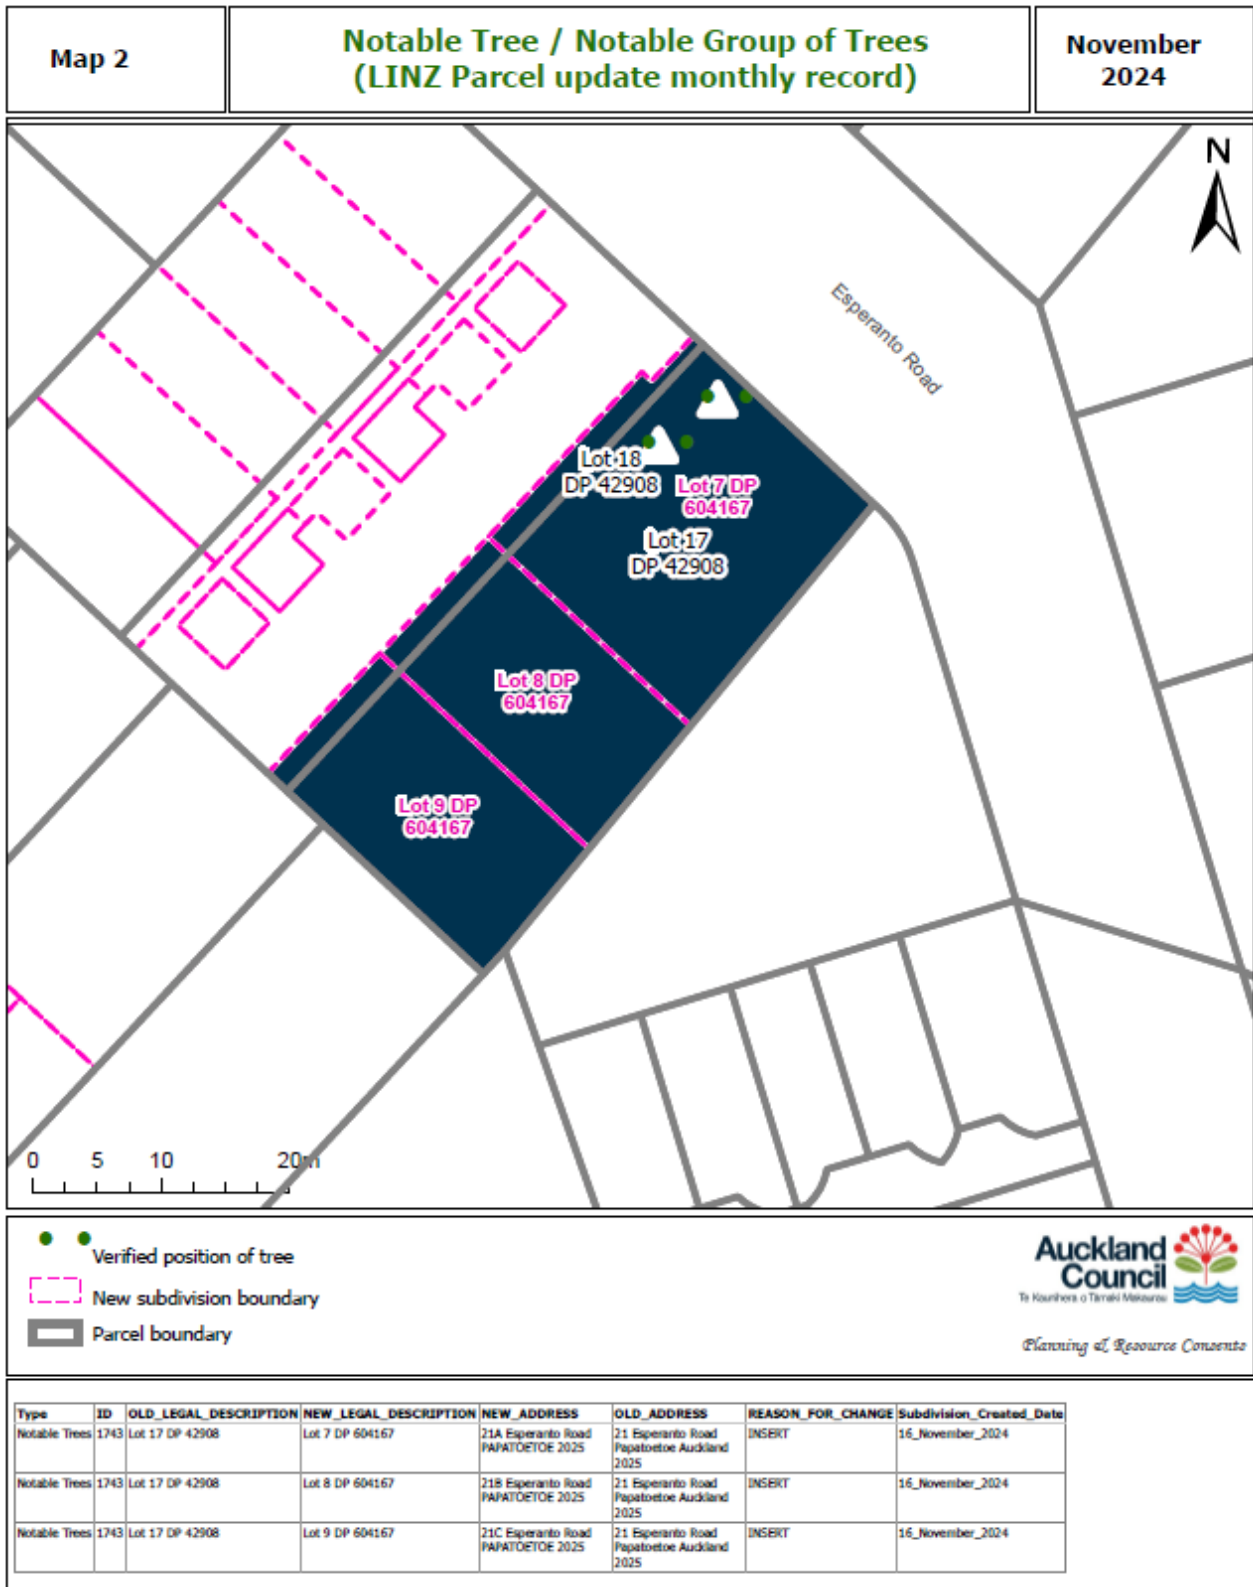 Map 2
Notable Tree / Notable Group of Trees
(LINZ Parcel update monthly record)
November
2024
N
Esperanto Road
Lot 18
DP 42908
Lot 7 DP
604167
Lot 17
DP 42908
Lot 8 DP
604167
Lot 9 DP
604167
0 5 10 20m
Verified position of tree
New subdivision boundary
Parcel boundary
Auckland
Council
Te Kaunihera o Tāmaki Makaurau
Planning & Resource Consents
Type ID OLD_LEGAL_DESCRIPTION NEW_LEGAL_DESCRIPTION NEW_ADDRESS OLD_ADDRESS REASON_FOR_CHANGE Subdivision_Created_Date
Notable Trees 1743 Lot 17 DP 42908 Lot 7 DP 604167 21A Esperanto Road 21 Esperanto Road INSERT 16_November_2024
PAPATOETOE 2025 Papatoetoe Auckland
2025
Notable Trees 1743 Lot 17 DP 42908 Lot 8 DP 604167 21B Esperanto Road 21 Esperanto Road INSERT 16_November_2024
PAPATOETOE 2025 Papatoetoe Auckland
2025
Notable Trees 1743 Lot 17 DP 42908 Lot 9 DP 604167 21C Esperanto Road 21 Esperanto Road INSERT 16_November_2024
PAPATOETOE 2025 Papatoetoe Auckland
2025